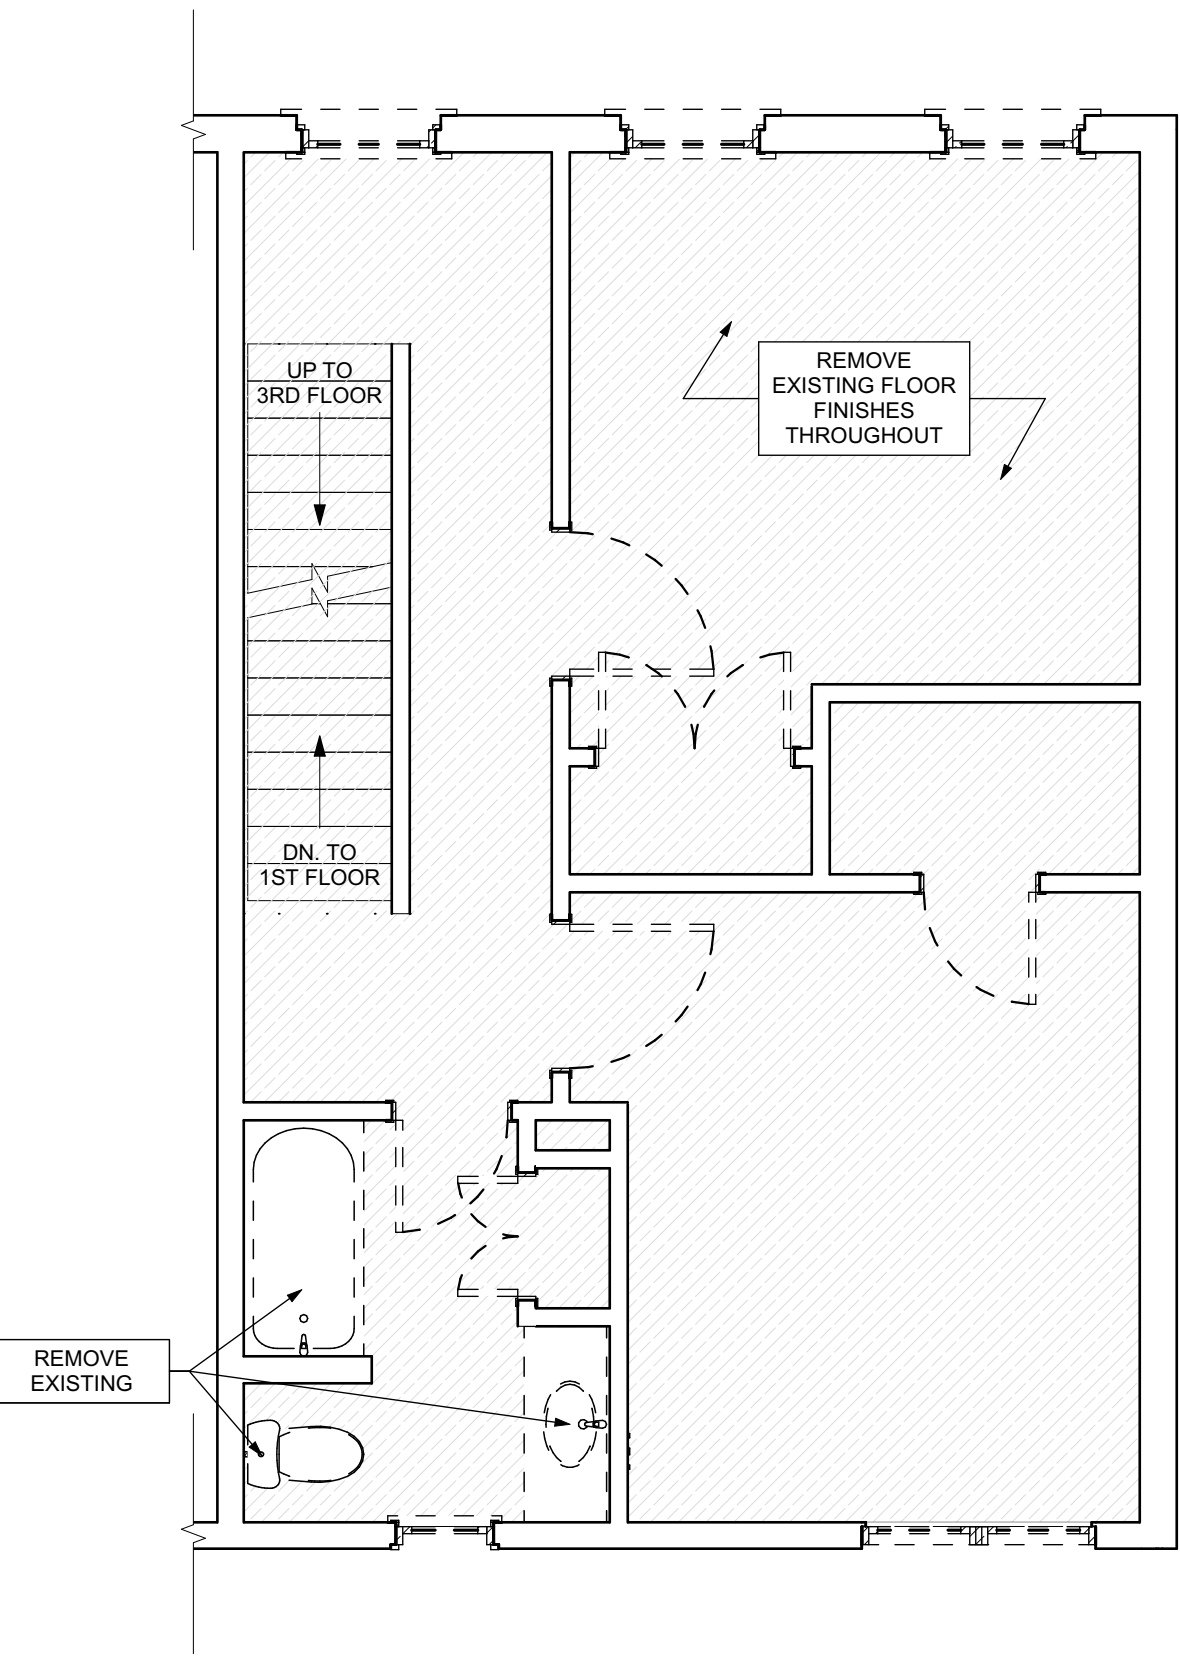 UP TO
3RD FLOOR
REMOVE
EXISTING FLOOR
FINISHES
THROUGHOUT
DN. TO
1ST FLOOR
REMOVE
EXISTING